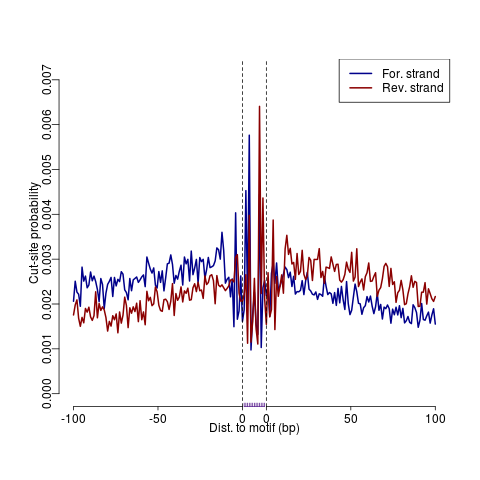 For. strand
Rev. strand
Cut-site probability
0.007
0.006
0.005
0.004
0.003
0.002
0.001
0.000
-100 -50 0 0 50 100
Dist. to motif (bp)